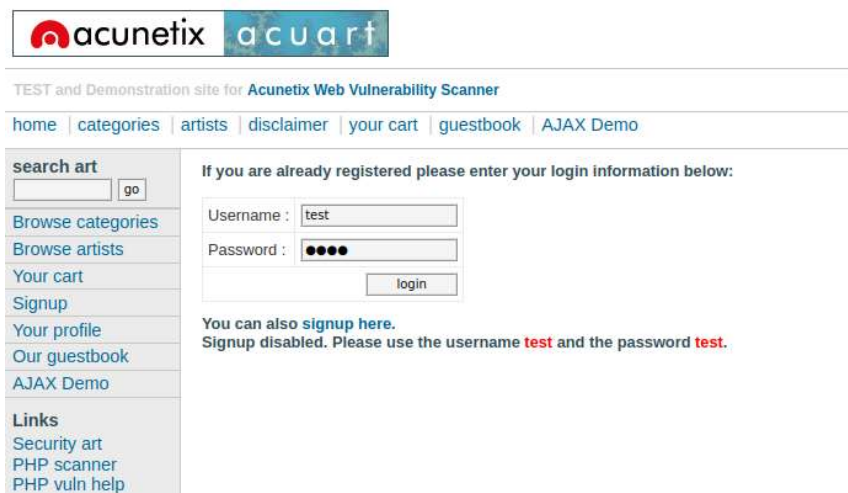 acunetix acuart
TEST and Demonstration site for Acunetix Web Vulnerability Scanner
home | categories | artists | disclaimer | your cart | guestbook | AJAX Demo
search art
go
Browse categories
Browse artists
Your cart
Signup
Your profile
Our guestbook
AJAX Demo
Links
Security art
PHP scanner
PHP vuln help
If you are already registered please enter your login information below:
Username : test
Password : ●●●●
login
You can also signup here.
Signup disabled. Please use the username test and the password test.